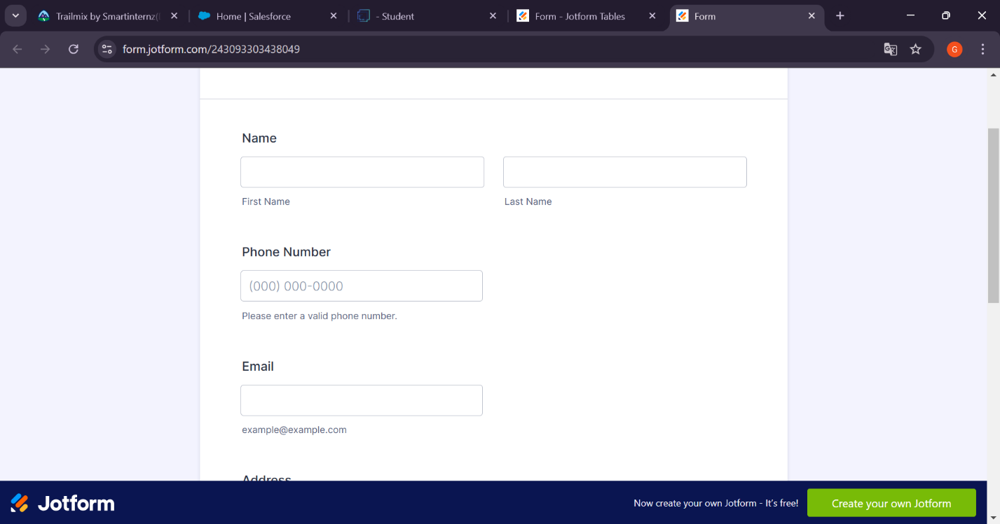 Trailmix by Smartinternz(
Home | Salesforce
- Student
Form - Jotform Tables
Form
form.jotform.com/243093303438049
G
Name
First Name
Last Name
Phone Number
(000) 000-0000
Please enter a valid phone number.
Email
example@example.com
Address
Jotform
Now create your own Jotform - It's free!
Create your own Jotform